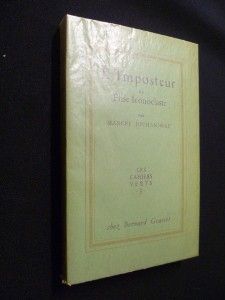 L'Imposteur
ou
Élise Iconoclaste
par
MARCEL JOUHANDEAU
LES
CAHIERS
VERTS
chez Bernard Grasset